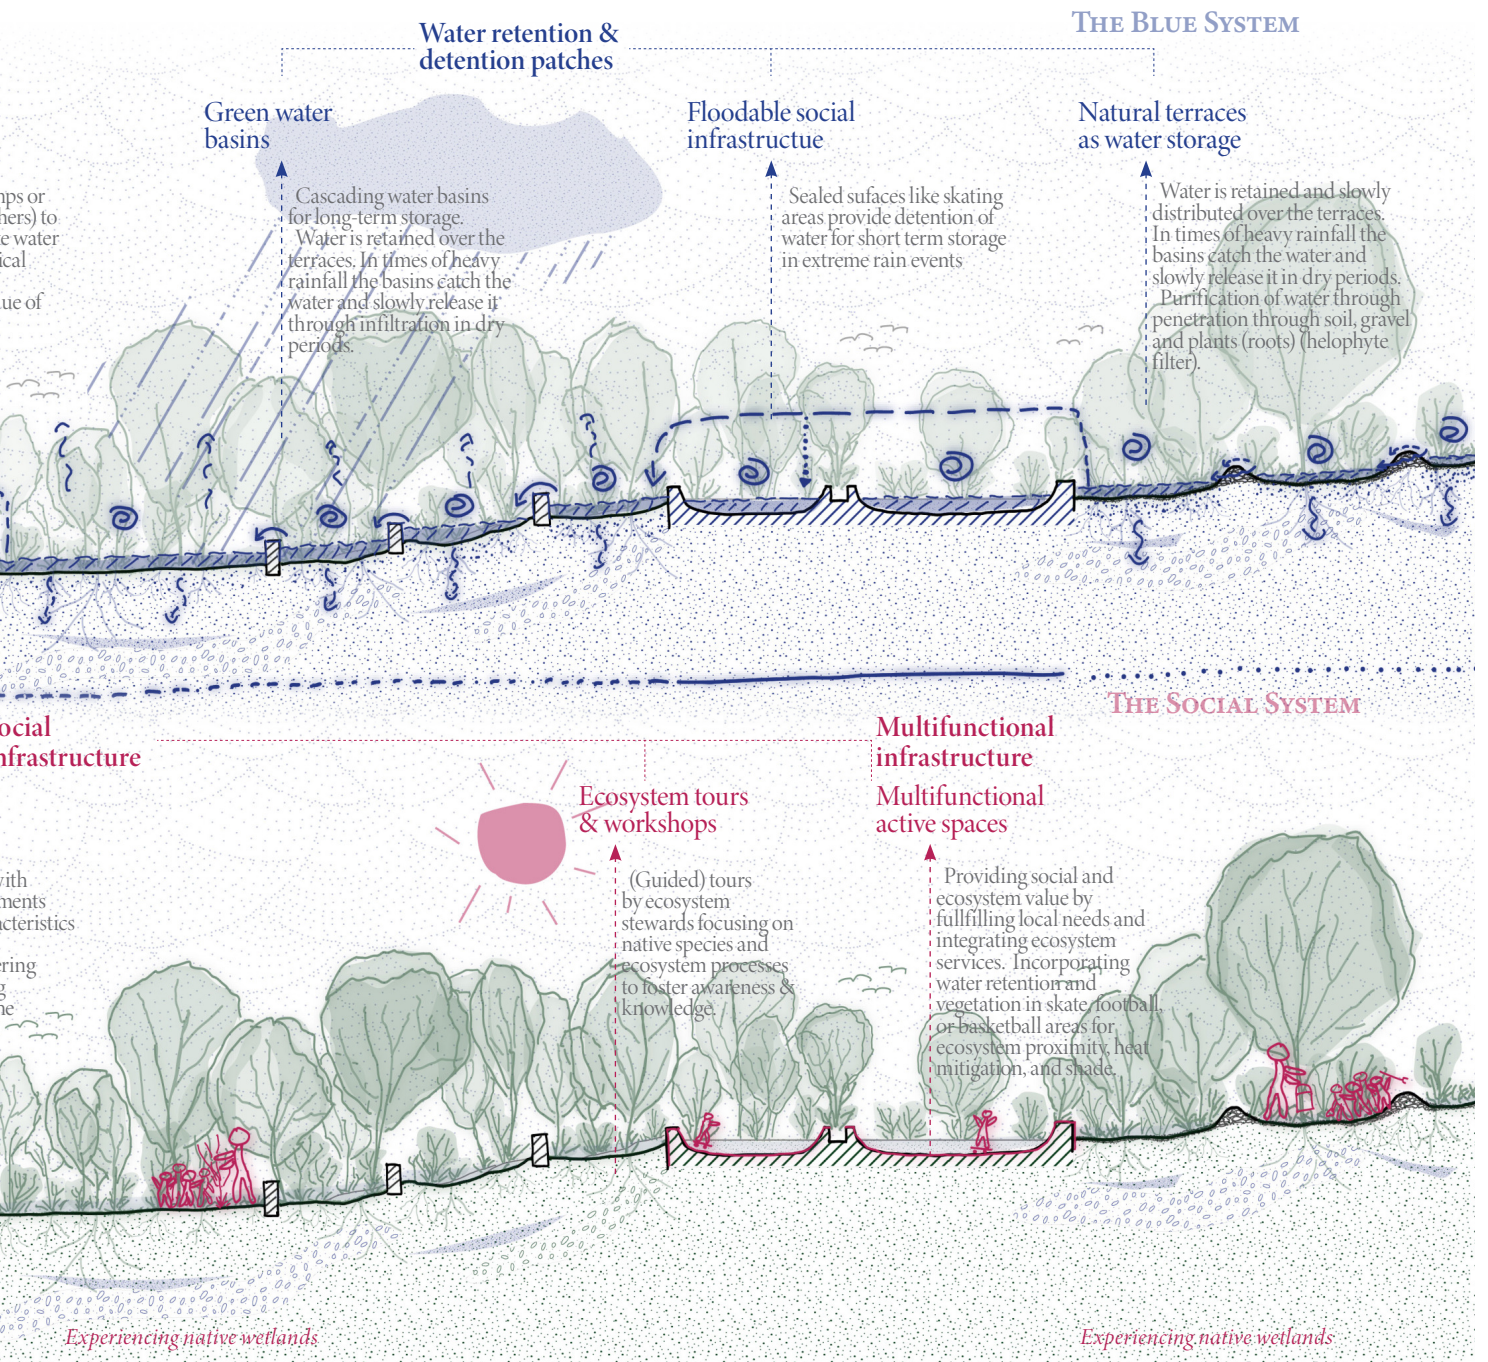 THE BLUE SYSTEM
Water retention &
detention patches
Green water
basins
Cascading water basins
for long-term storage.
Water is retained over the
terraces. In times of heavy
rainfall the basins catch the
water and slowly release it
through infiltration in dry
periods.
Floodable social
infrastructue
Sealed sufaces like skating
areas provide detention of
water for short term storage
in extreme rain events
Natural terraces
as water storage
Water is retained and slowly
distributed over the terraces.
In times of heavy rainfall the
basins catch the water and
slowly release it in dry periods.
Purification of water through
penetration through soil, gravel
and plants (roots) (helophyte
filter).
or
to
water
of
THE SOCIAL SYSTEM
Multifunctional
infrastructure
Ecosystem tours
& workshops
(Guided) tours
by ecosystem
stewards focusing on
native species and
ecosystem processes
to foster awareness &
knowledge.
Multifunctional
active spaces
Providing social and
ecosystem value by
fullfilling local needs and
integrating ecosystem
services. Incorporating
water retention and
vegetation in skate, football,
or basketball areas for
ecosystem proximity, heat
mitigation, and shade.
Experiencing native wetlands
Experiencing native wetlands